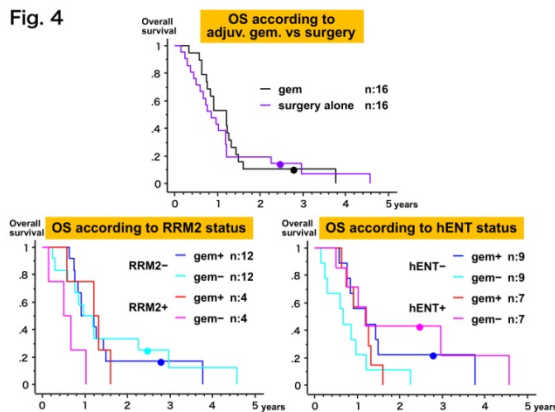 Fig. 4
OS according to
adjuv. gem. vs surgery
Overall
survival
1
.8
.6
.4
.2
0
gem n:16
surgery alone n:16
0 1 2 3 4 5 years
OS according to RRM2 status
Overall
survival
1
.8
.6
.4
.2
0
RRM2−
gem+ n:12
gem− n:12
RRM2+
gem+ n:4
gem− n:4
0 1 2 3 4 5 years
OS according to hENT status
Overall
survival
1
.8
.6
.4
.2
0
hENT−
gem+ n:9
gem− n:9
hENT+
gem+ n:7
gem− n:7
0 1 2 3 4 5 years